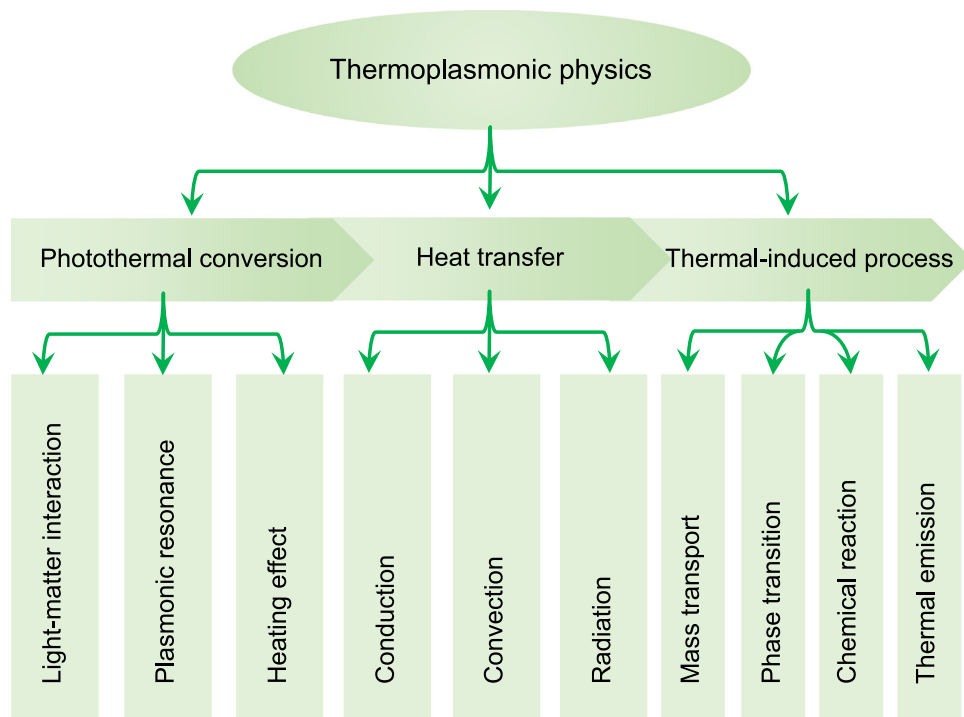 Thermoplasmonic physics
Photothermal conversion
Heat transfer
Thermal-induced process
Light-matter interaction
Plasmonic resonance
Heating effect
Conduction
Convection
Radiation
Mass transport
Phase transition
Chemical reaction
Thermal emission